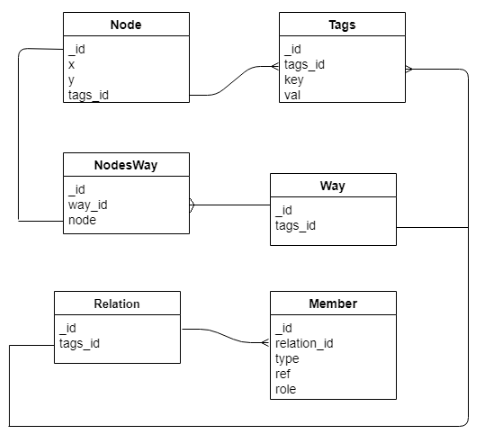 Node
_id
x
y
tags_id
Tags
_id
tags_id
key
val
NodesWay
_id
way_id
node
Way
_id
tags_id
Relation
_id
tags_id
Member
_id
relation_id
type
ref
role